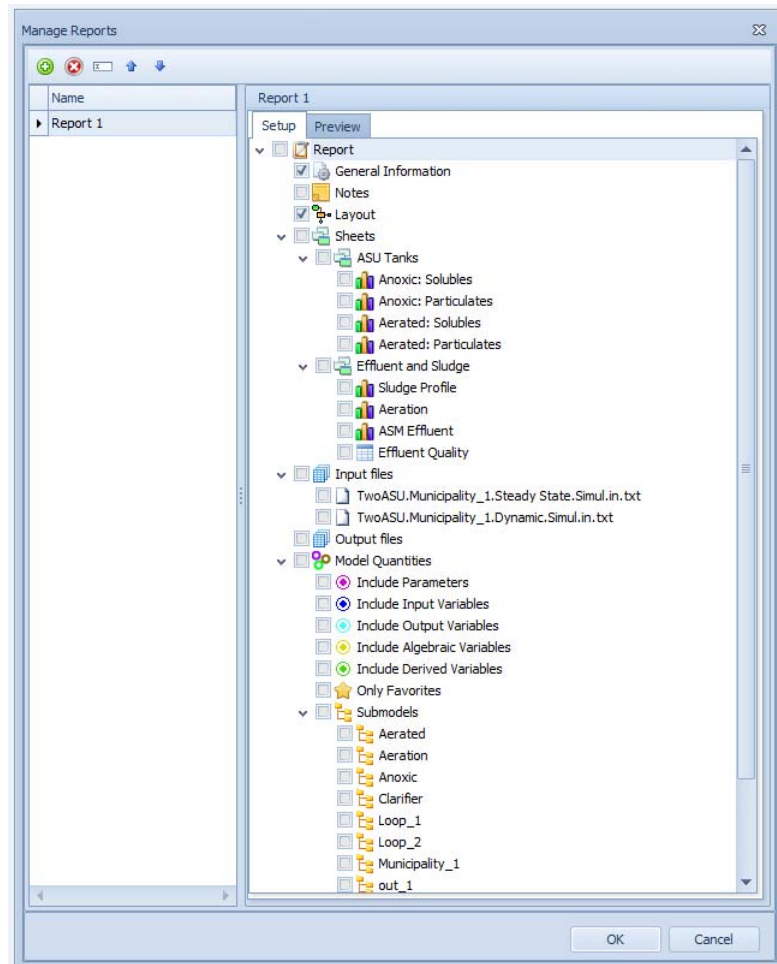 Manage Reports
Name
Report 1
Report 1
Setup
Preview
Report
General Information
Notes
Layout
Sheets
ASU Tanks
Anoxic: Solubles
Anoxic: Particulates
Aerated: Solubles
Aerated: Particulates
Effluent and Sludge
Sludge Profile
Aeration
ASM Effluent
Effluent Quality
Input files
TwoASU.Municipality_1.Steady State.Simul.in.txt
TwoASU.Municipality_1.Dynamic.Simul.in.txt
Output files
Model Quantities
Include Parameters
Include Input Variables
Include Output Variables
Include Algebraic Variables
Include Derived Variables
Only Favorites
Submodels
Aerated
Aeration
Anoxic
Clarifier
Loop_1
Loop_2
Municipality_1
out_1
OK
Cancel